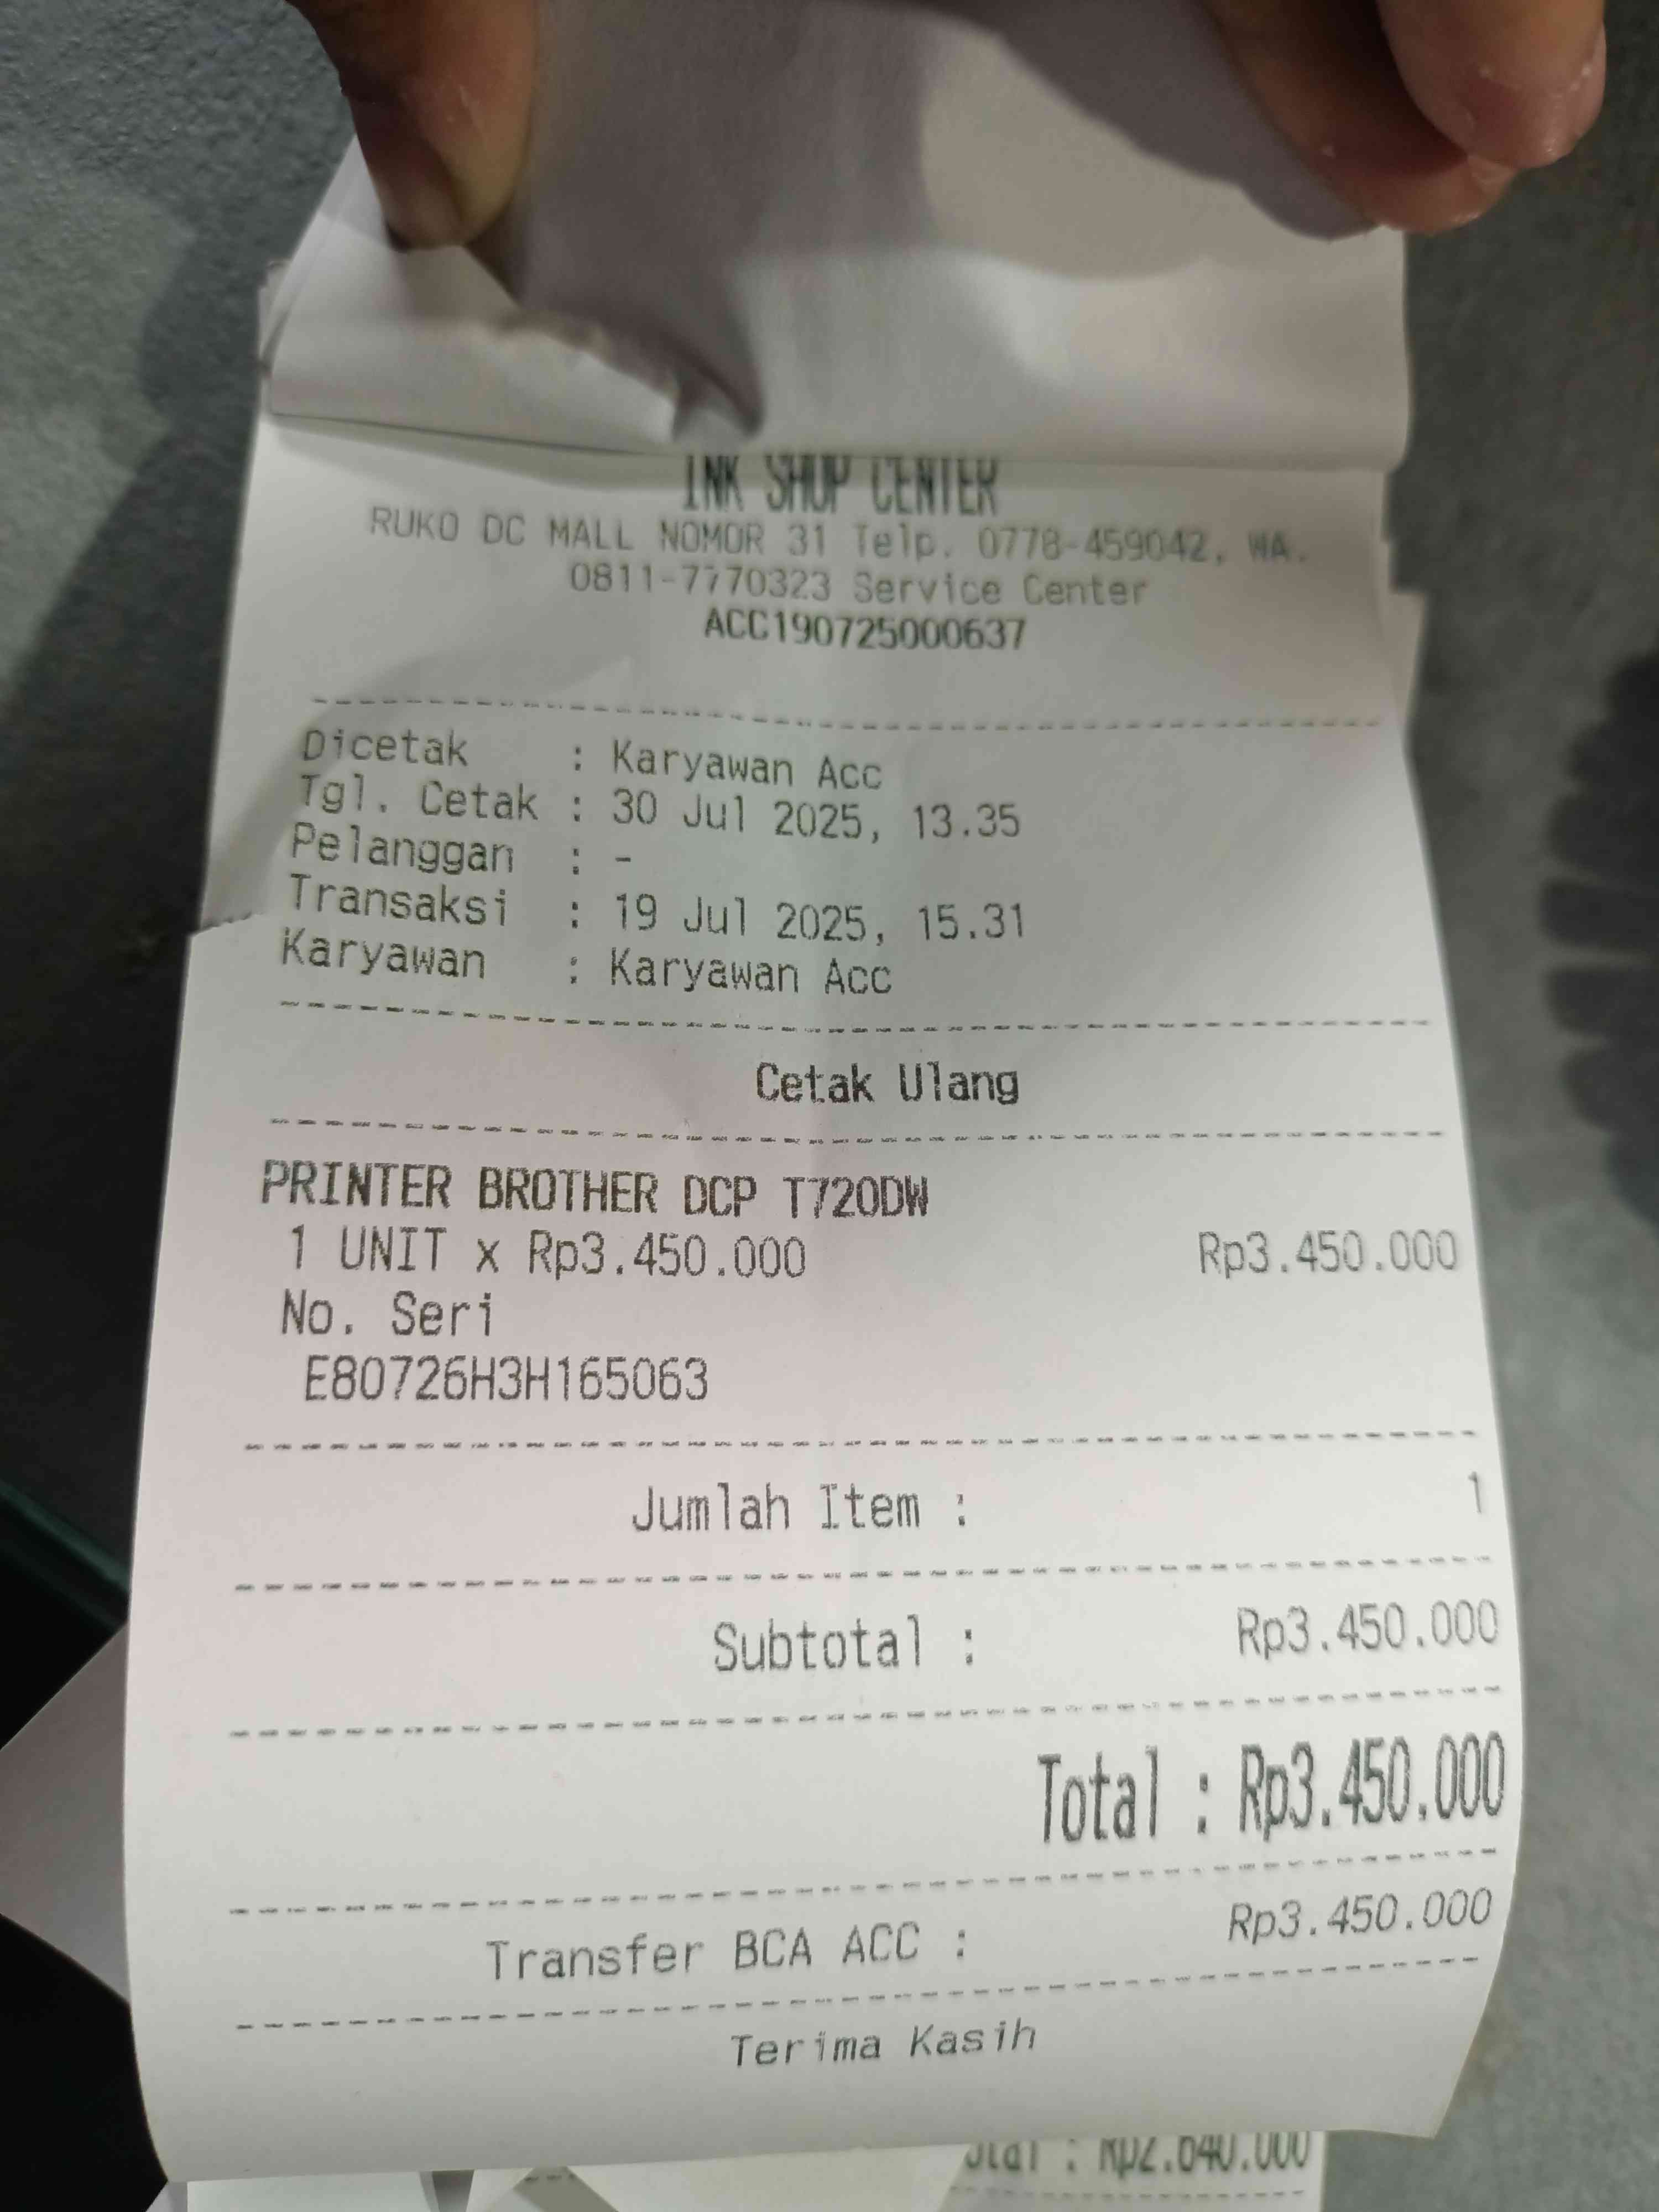 INK SHOP CENTER
RUKO DC MALL NOMOR 31 Telp. 0778-459042, WA.
0811-7770323 Service Center
ACC190725000637
Dicetak : Karyawan Acc
Tgl. Cetak : 30 Jul 2025, 13.35
Pelanggan : -
Transaksi : 19 Jul 2025, 15.31
Karyawan : Karyawan Acc
Cetak Ulang
PRINTER BROTHER DCP T720DW
1 UNIT x Rp3.450.000 Rp3.450.000
No. Seri
E80726H3H165063
Jumlah Item : 1
Subtotal : Rp3.450.000
Total : Rp3.450.000
Transfer BCA ACC : Rp3.450.000
Terima Kasih
: Rp2.640.000